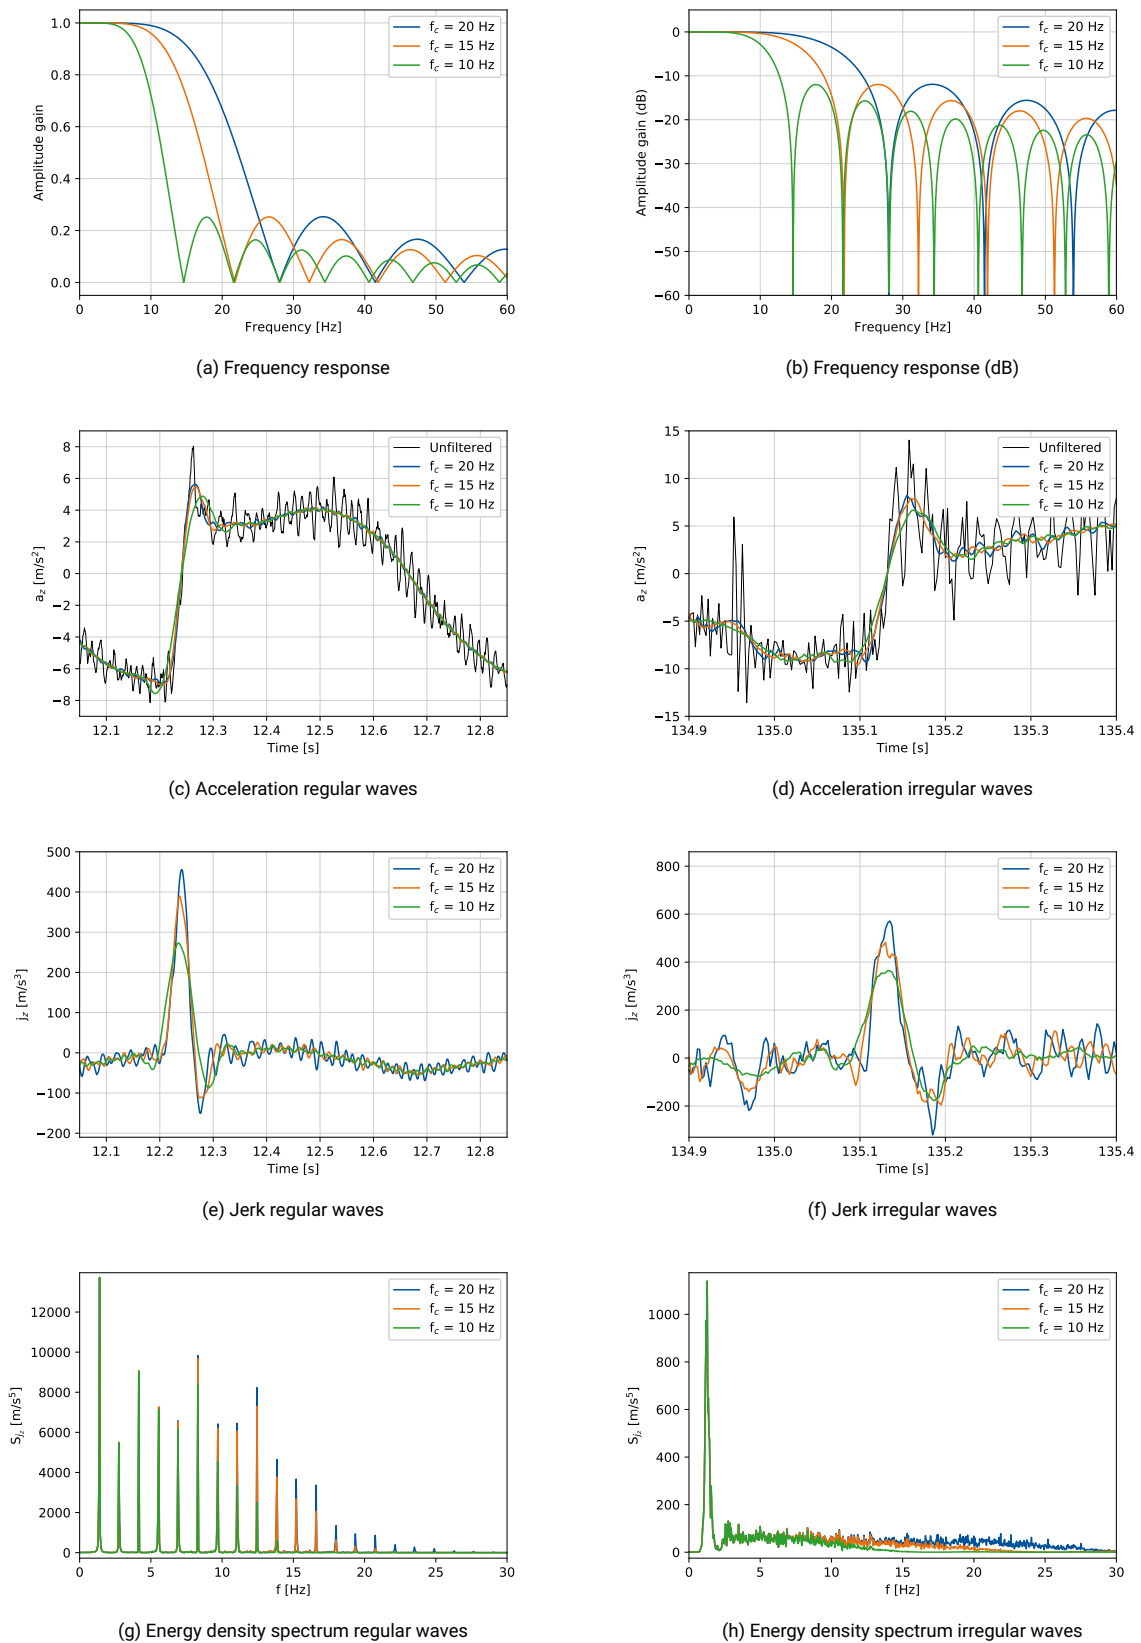 1.0
0.8
0.6
0.4
0.2
0.0
Amplitude gain
0 10 20 30 40 50 60
Frequency [Hz]
f_c = 20 Hz
f_c = 15 Hz
f_c = 10 Hz
(a) Frequency response
0
−10
−20
−30
−40
−50
−60
Amplitude gain (dB)
0 10 20 30 40 50 60
Frequency [Hz]
f_c = 20 Hz
f_c = 15 Hz
f_c = 10 Hz
(b) Frequency response (dB)
8
6
4
2
0
−2
−4
−6
−8
a_z [m/s²]
12.1 12.2 12.3 12.4 12.5 12.6 12.7 12.8
Time [s]
Unfiltered
f_c = 20 Hz
f_c = 15 Hz
f_c = 10 Hz
(c) Acceleration regular waves
15
10
5
0
−5
−10
−15
a_z [m/s²]
134.9 135.0 135.1 135.2 135.3 135.4
Time [s]
Unfiltered
f_c = 20 Hz
f_c = 15 Hz
f_c = 10 Hz
(d) Acceleration irregular waves
500
400
300
200
100
0
−100
−200
j_z [m/s³]
12.1 12.2 12.3 12.4 12.5 12.6 12.7 12.8
Time [s]
f_c = 20 Hz
f_c = 15 Hz
f_c = 10 Hz
(e) Jerk regular waves
800
600
400
200
0
−200
j_z [m/s³]
134.9 135.0 135.1 135.2 135.3 135.4
Time [s]
f_c = 20 Hz
f_c = 15 Hz
f_c = 10 Hz
(f) Jerk irregular waves
12000
10000
8000
6000
4000
2000
0
S_{j_z} [m/s⁵]
0 5 10 15 20 25 30
f [Hz]
f_c = 20 Hz
f_c = 15 Hz
f_c = 10 Hz
(g) Energy density spectrum regular waves
1000
800
600
400
200
0
S_{j_z} [m/s⁵]
0 5 10 15 20 25 30
f [Hz]
f_c = 20 Hz
f_c = 15 Hz
f_c = 10 Hz
(h) Energy density spectrum irregular waves